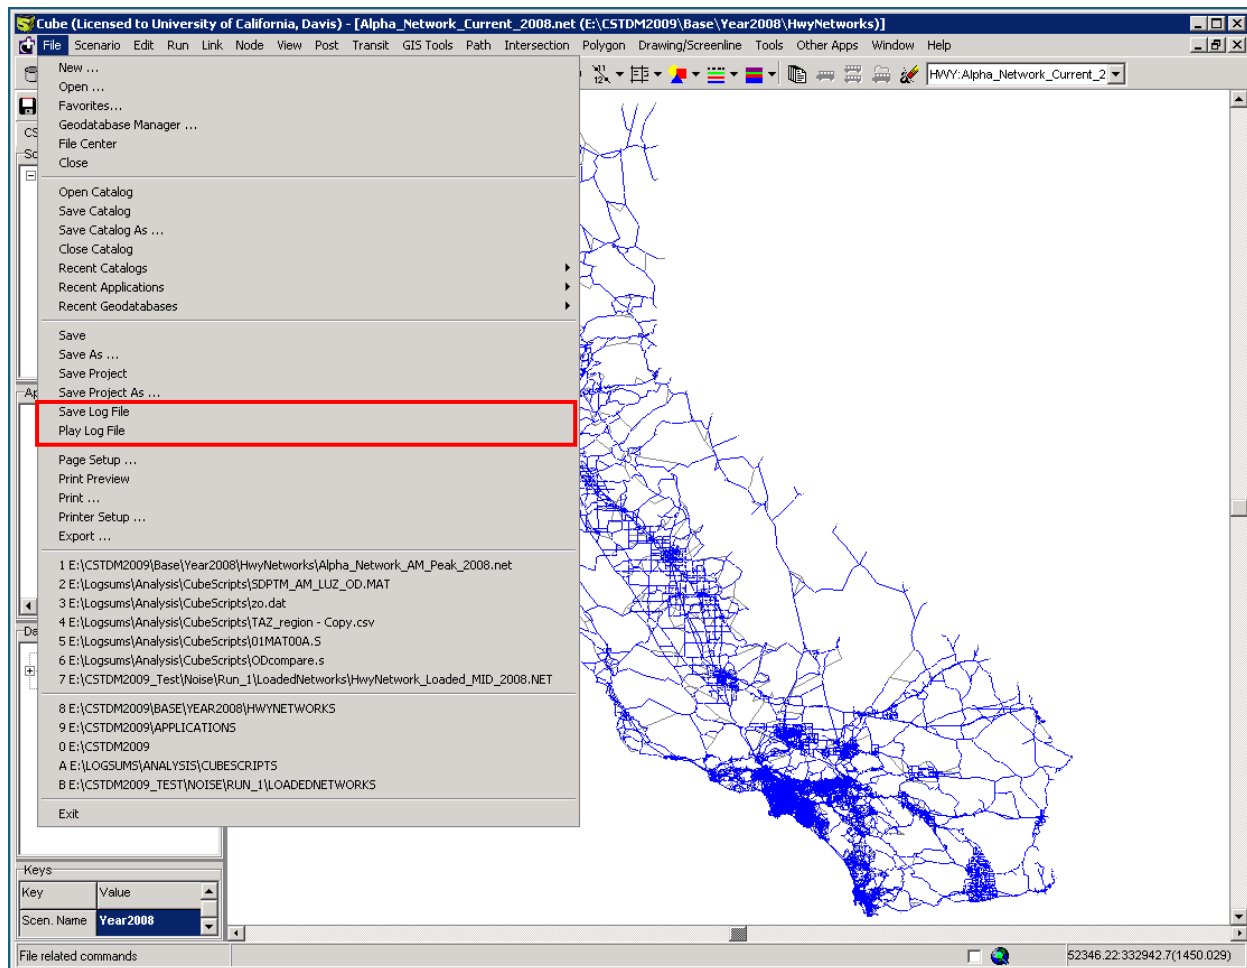 Cube (Licensed to University of California, Davis) - [Alpha_Network_Current_2008.net (E:\CSTDM2009\Base\Year2008\HwyNetworks)]
File Scenario Edit Run Link Node View Post Transit GIS Tools Path Intersection Polygon Drawing/Screenline Tools Other Apps Window Help
HWY:Alpha_Network_Current_2
New ...
Open ...
Favorites...
Geodatabase Manager ...
File Center
Close
Open Catalog
Save Catalog
Save Catalog As ...
Close Catalog
Recent Catalogs
Recent Applications
Recent Geodatabases
Save
Save As ...
Save Project
Save Project As ...
Save Log File
Play Log File
Page Setup ...
Print Preview
Print ...
Printer Setup ...
Export ...
1 E:\CSTDM2009\Base\Year2008\HwyNetworks\Alpha_Network_AM_Peak_2008.net
2 E:\Logsums\Analysis\CubeScripts\SDPTM_AM_LUZ_OD.MAT
3 E:\Logsums\Analysis\CubeScripts\zo.dat
4 E:\Logsums\Analysis\CubeScripts\TAZ_region - Copy.csv
5 E:\Logsums\Analysis\CubeScripts\01MAT00A.S
6 E:\Logsums\Analysis\CubeScripts\ODcompare.s
7 E:\CSTDM2009_Test\Noise\Run_1\LoadedNetworks\HwyNetwork_Loaded_MID_2008.NET
8 E:\CSTDM2009\BASE\YEAR2008\HWYNETWORKS
9 E:\CSTDM2009\APPLICATIONS
0 E:\CSTDM2009
A E:\LOGSUMS\ANALYSIS\CUBESCRIPTS
B E:\CSTDM2009_TEST\NOISE\RUN_1\LOADEDNETWORKS
Exit
Keys
Key Value
Scen. Name Year2008
File related commands
52346.22:332942.7(1450.029)